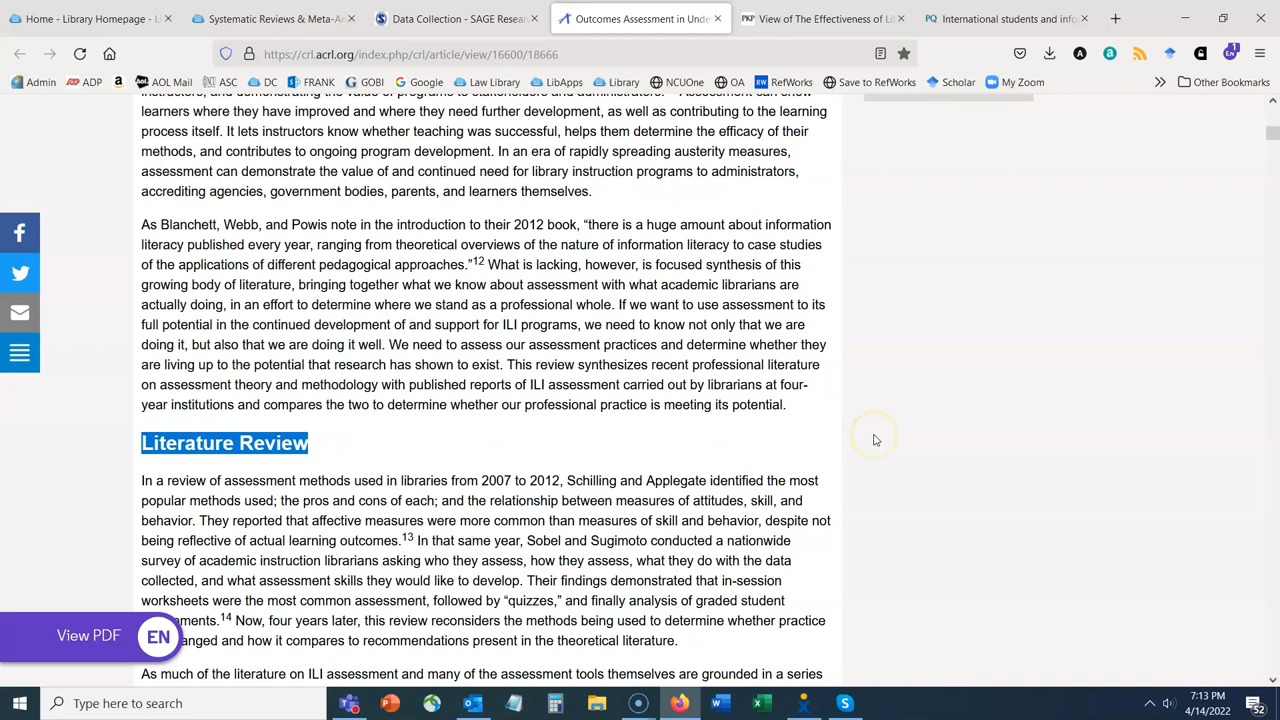 Home - Library Homepage - Li
Systematic Reviews & Meta-An
Data Collection - SAGE Resear
Outcomes Assessment in Unde
PKP
View of The Effectiveness of Li
PQ
International students and info
https://crl.acrl.org/index.php/crl/article/view/16600/18666
Admin
ADP
AOL Mail
ASC
DC
FRANK
GOBI
Google
Law Library
LibApps
Library
NCUOne
OA
RW
RefWorks
Save to RefWorks
Scholar
My Zoom
Other Bookmarks
learners where they have improved and where they need further development, as well as contributing to the learning
process itself. It lets instructors know whether teaching was successful, helps them determine the efficacy of their
methods, and contributes to ongoing program development. In an era of rapidly spreading austerity measures,
assessment can demonstrate the value of and continued need for library instruction programs to administrators,
accrediting agencies, government bodies, parents, and learners themselves.
As Blanchett, Webb, and Powis note in the introduction to their 2012 book, “there is a huge amount about information
literacy published every year, ranging from theoretical overviews of the nature of information literacy to case studies
of the applications of different pedagogical approaches.”12 What is lacking, however, is focused synthesis of this
growing body of literature, bringing together what we know about assessment with what academic librarians are
actually doing, in an effort to determine where we stand as a professional whole. If we want to use assessment to its
full potential in the continued development of and support for ILI programs, we need to know not only that we are
doing it, but also that we are doing it well. We need to assess our assessment practices and determine whether they
are living up to the potential that research has shown to exist. This review synthesizes recent professional literature
on assessment theory and methodology with published reports of ILI assessment carried out by librarians at four-
year institutions and compares the two to determine whether our professional practice is meeting its potential.
Literature Review
In a review of assessment methods used in libraries from 2007 to 2012, Schilling and Applegate identified the most
popular methods used; the pros and cons of each; and the relationship between measures of attitudes, skill, and
behavior. They reported that affective measures were more common than measures of skill and behavior, despite not
being reflective of actual learning outcomes.13 In that same year, Sobel and Sugimoto conducted a nationwide
survey of academic instruction librarians asking who they assess, how they assess, what they do with the data
collected, and what assessment skills they would like to develop. Their findings demonstrated that in-session
worksheets were the most common assessment, followed by “quizzes,” and finally analysis of graded student
14 Now, four years later, this review reconsiders the methods being used to determine whether practice
and how it compares to recommendations present in the theoretical literature.
As much of the literature on ILI assessment and many of the assessment tools themselves are grounded in a series
View PDF
EN
Type here to search
7:13 PM
4/14/2022
52